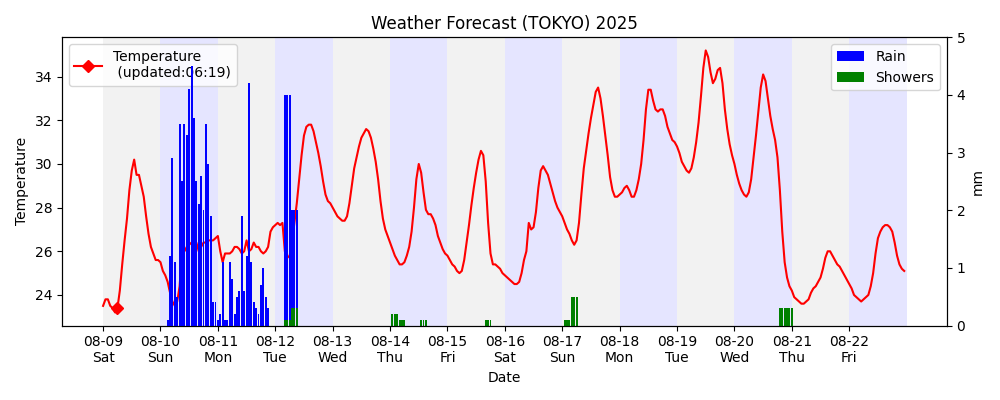 Weather Forecast (TOKYO) 2025
Temperature
(updated:06:19)
Rain
Showers
Temperature
34
32
30
28
26
24
5
4
3
2
1
0
mm
08-09 08-10 08-11 08-12 08-13 08-14 08-15 08-16 08-17 08-18 08-19 08-20 08-21 08-22
Sat Sun Mon Tue Wed Thu Fri Sat Sun Mon Tue Wed Thu Fri
Date